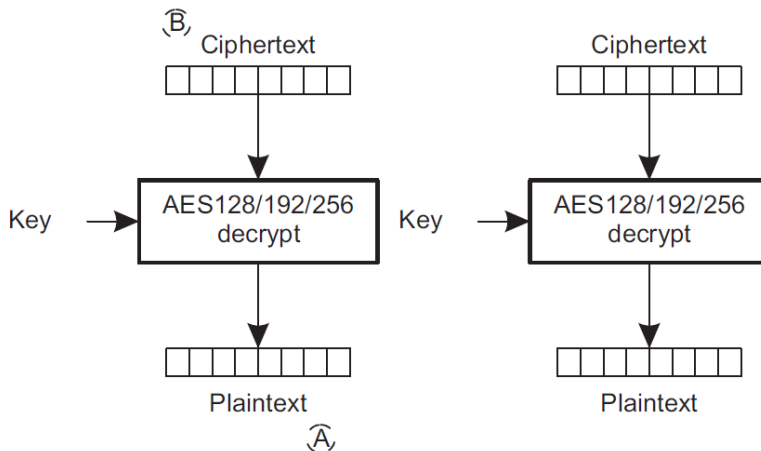 B
Ciphertext
Ciphertext
Key
AES128/192/256
decrypt
Key
AES128/192/256
decrypt
Plaintext
Plaintext
A